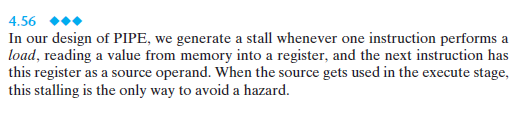 4.56 ◆◆◆
In our design of PIPE, we generate a stall whenever one instruction performs a
load, reading a value from memory into a register, and the next instruction has
this register as a source operand. When the source gets used in the execute stage,
this stalling is the only way to avoid a hazard.